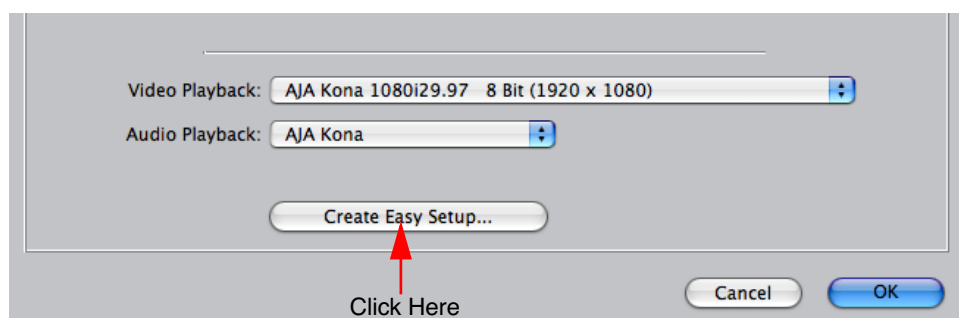 Video Playback: AJA Kona 1080i29.97 8 Bit (1920 x 1080)
Audio Playback: AJA Kona
Create Easy Setup...
Cancel OK
Click Here